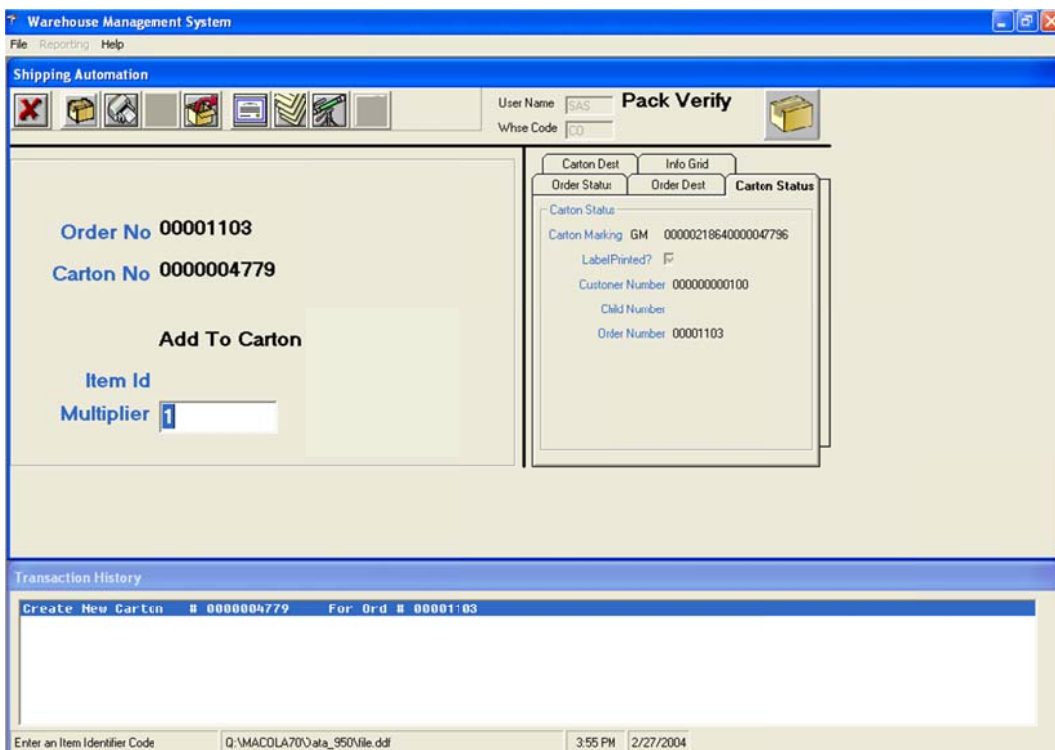 Warehouse Management System
File Reporting Help
Shipping Automation
User Name SAS Pack Verify
Whse Code CO
Carton Dest Info Grid
Order Status Order Dest Carton Status
Carton Status
Carton Marking GM 00000218640000047796
LabelPrinted?
Custoner Number 000000000100
Child Number
Order Number 00001103
Order No 00001103
Carton No 0000004779
Add To Carton
Item Id
Multiplier 1
Transaction History
Create New Carton # 0000004779 For Ord # 00001103
Enter an Item Identifier Code Q:\MACOLA70\Data_950\file.ddf 3:55 PM 2/27/2004